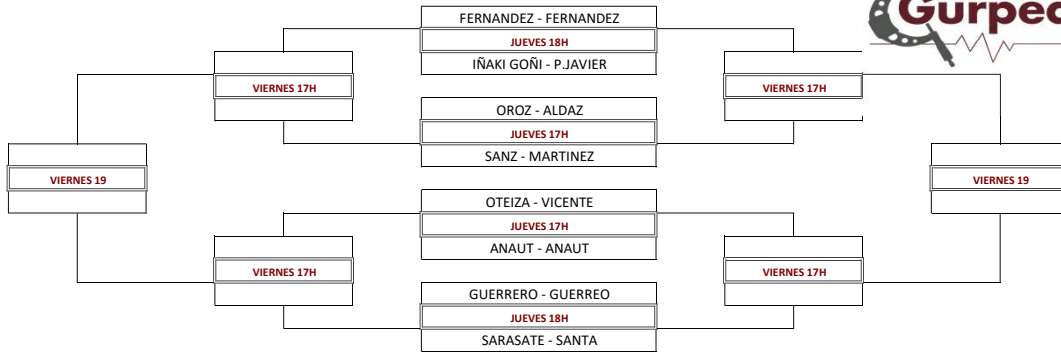 FERNANDEZ - FERNANDEZ
JUEVES 18H
IÑAKI GOÑI - P.JAVIER
VIERNES 17H
VIERNES 17H
OROZ - ALDAZ
JUEVES 17H
SANZ - MARTINEZ
VIERNES 19
VIERNES 19
OTEIZA - VICENTE
JUEVES 17H
ANAUT - ANAUT
VIERNES 17H
VIERNES 17H
GUERRERO - GUERREO
JUEVES 18H
SARASATE - SANTA